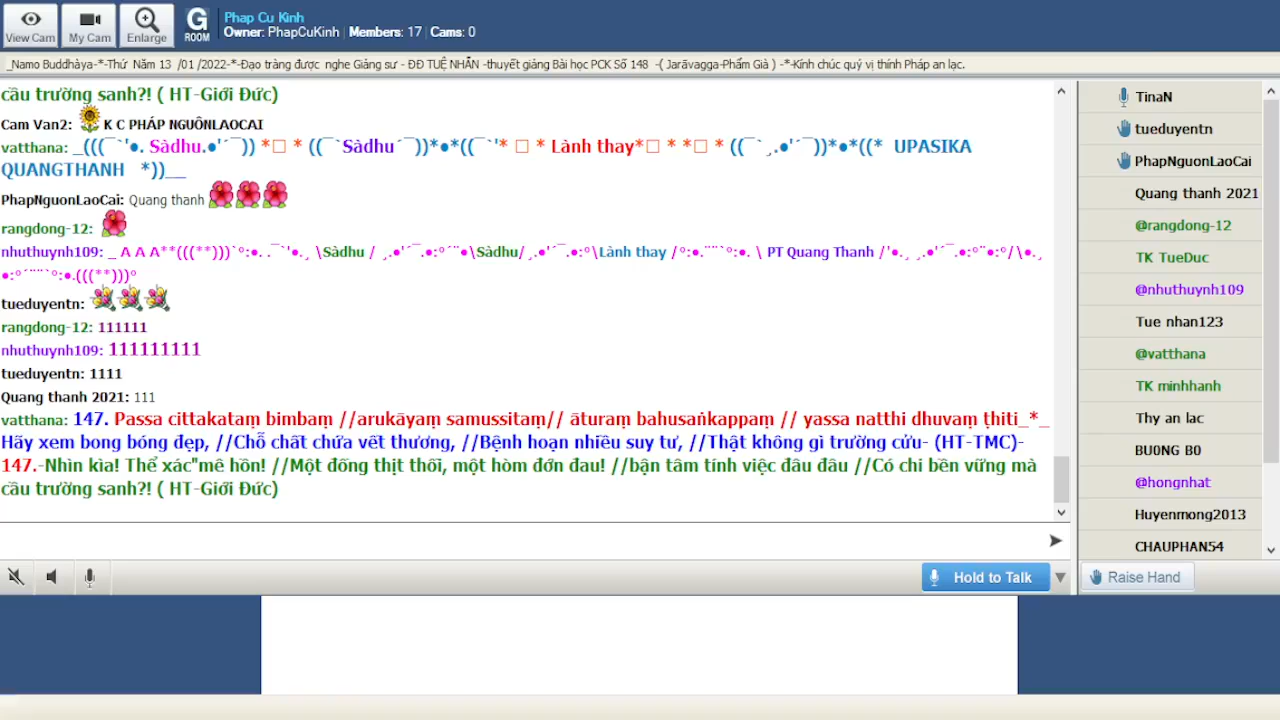 View Cam
My Cam
Enlarge
G
ROOM
Phap Cu Kinh
Owner: PhapCuKinh | Members: 17 | Cams: 0
_Namo Buddhàya-*-Thứ Năm 13 /01 /2022-*-Đạo tràng được nghe Giảng sư - ĐĐ TUỆ NHẪN -thuyết giảng Bài học PCK Số 148 -( Jarāvagga-Phẩm Già ) -*-Kính chúc quý vị thính Pháp an lạc.
cầu trường sanh?! ( HT-Giới Đức)
Cam Van2: K C PHÁP NGUÔNLAOCAI
vatthana: _(((¯`'●. Sàdhu.●'´¯)) *□ * ((¯`Sàdhu´¯))*●*((¯`'* □ * Lành thay*□ * *□ * ((¯`¸.●'´¯))*●*((* UPASIKA
QUANGTHANH *))__
PhapNguonLaoCai: Quang thanh
rangdong-12:
nhuthuynh109: _ A A A**(((**)))`º:●. .¯`'●.¸ \Sàdhu / ¸.●'´¯.●:º´¨●\Sàdhu/¸.●'´¯.●:º\Lành thay /º:●.¨¨`º:●. \ PT Quang Thanh /'●.¸ ¸.●'´¯.●:º¨●:º/\●.¸
●:º´¨¨`º:●.(((**)))º
tueduyentn:
rangdong-12: 111111
nhuthuynh109: 111111111
tueduyentn: 1111
Quang thanh 2021: 111
vatthana: 147. Passa cittakataṃ bimbaṃ //arukāyaṃ samussitaṃ// āturaṃ bahusaṅkappaṃ // yassa natthi dhuvaṃ ṭhiti_*_
Hãy xem bong bóng đẹp, //Chỗ chất chứa vết thương, //Bệnh hoạn nhiều suy tư, //Thật không gì trường cửu- (HT-TMC)-
147.-Nhìn kìa! Thể xác"mê hồn! //Một đống thịt thối, một hòm đớn đau! //bận tâm tính việc đâu đâu //Có chi bền vững mà
cầu trường sanh?! ( HT-Giới Đức)
Hold to Talk
TinaN
tueduyentn
PhapNguonLaoCai
Quang thanh 2021
@rangdong-12
TK TueDuc
@nhuthuynh109
Tue nhan123
@vatthana
TK minhhanh
Thy an lac
BU0NG B0
@hongnhat
Huyenmong2013
CHAUPHAN54
Raise Hand